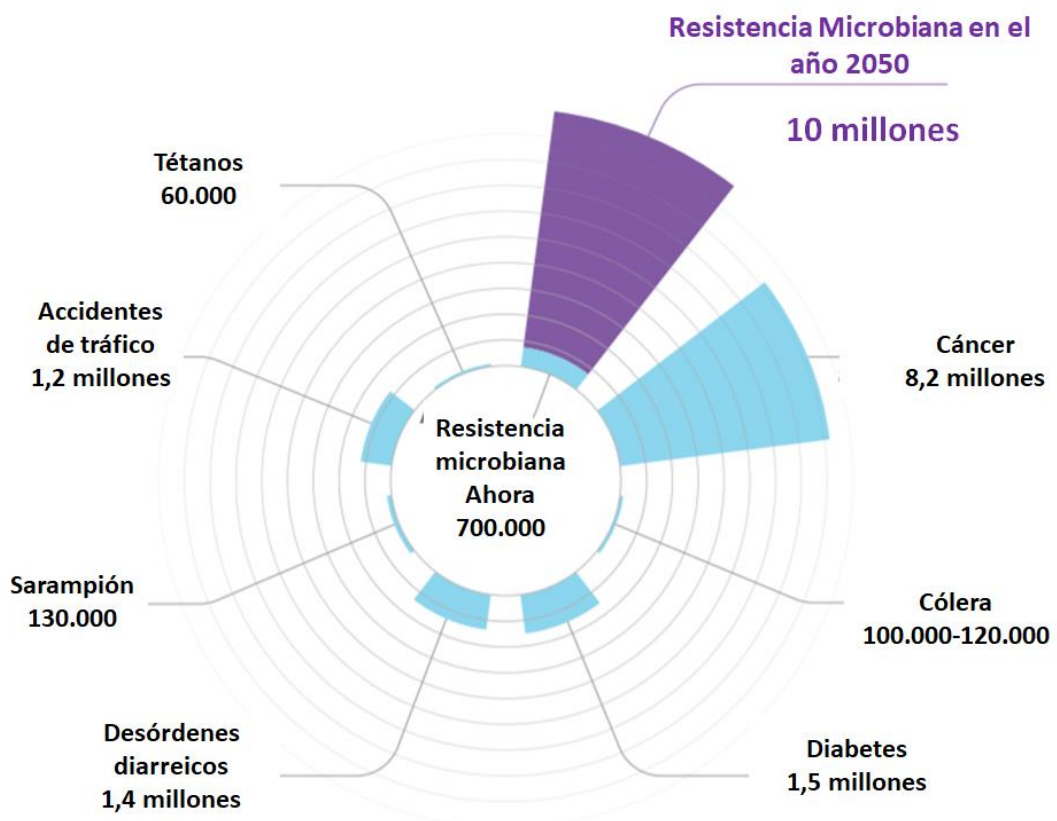 Resistencia Microbiana en el
año 2050
10 millones
Tétanos
60.000
Accidentes
de tráfico
1,2 millones
Cáncer
8,2 millones
Resistencia
microbiana
Ahora
700.000
Sarampión
130.000
Cólera
100.000-120.000
Desórdenes
diarreicos
1,4 millones
Diabetes
1,5 millones